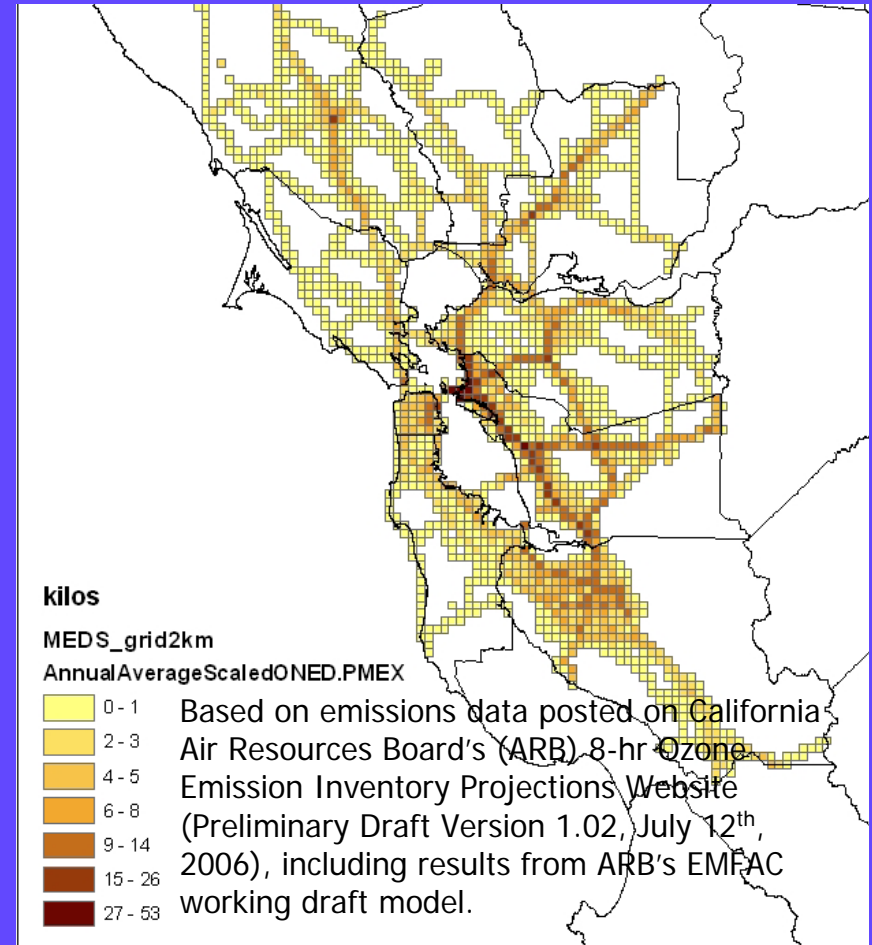 kilos
MEDS_grid2km
AnnualAverageScaledONED.PMEX
0 - 1
2 - 3
4 - 5
6 - 8
9 - 14
15 - 26
27 - 53
Based on emissions data posted on California
Air Resources Board's (ARB) 8-hr Ozone
Emission Inventory Projections Website
(Preliminary Draft Version 1.02, July 12th,
2006), including results from ARB's EMFAC
working draft model.